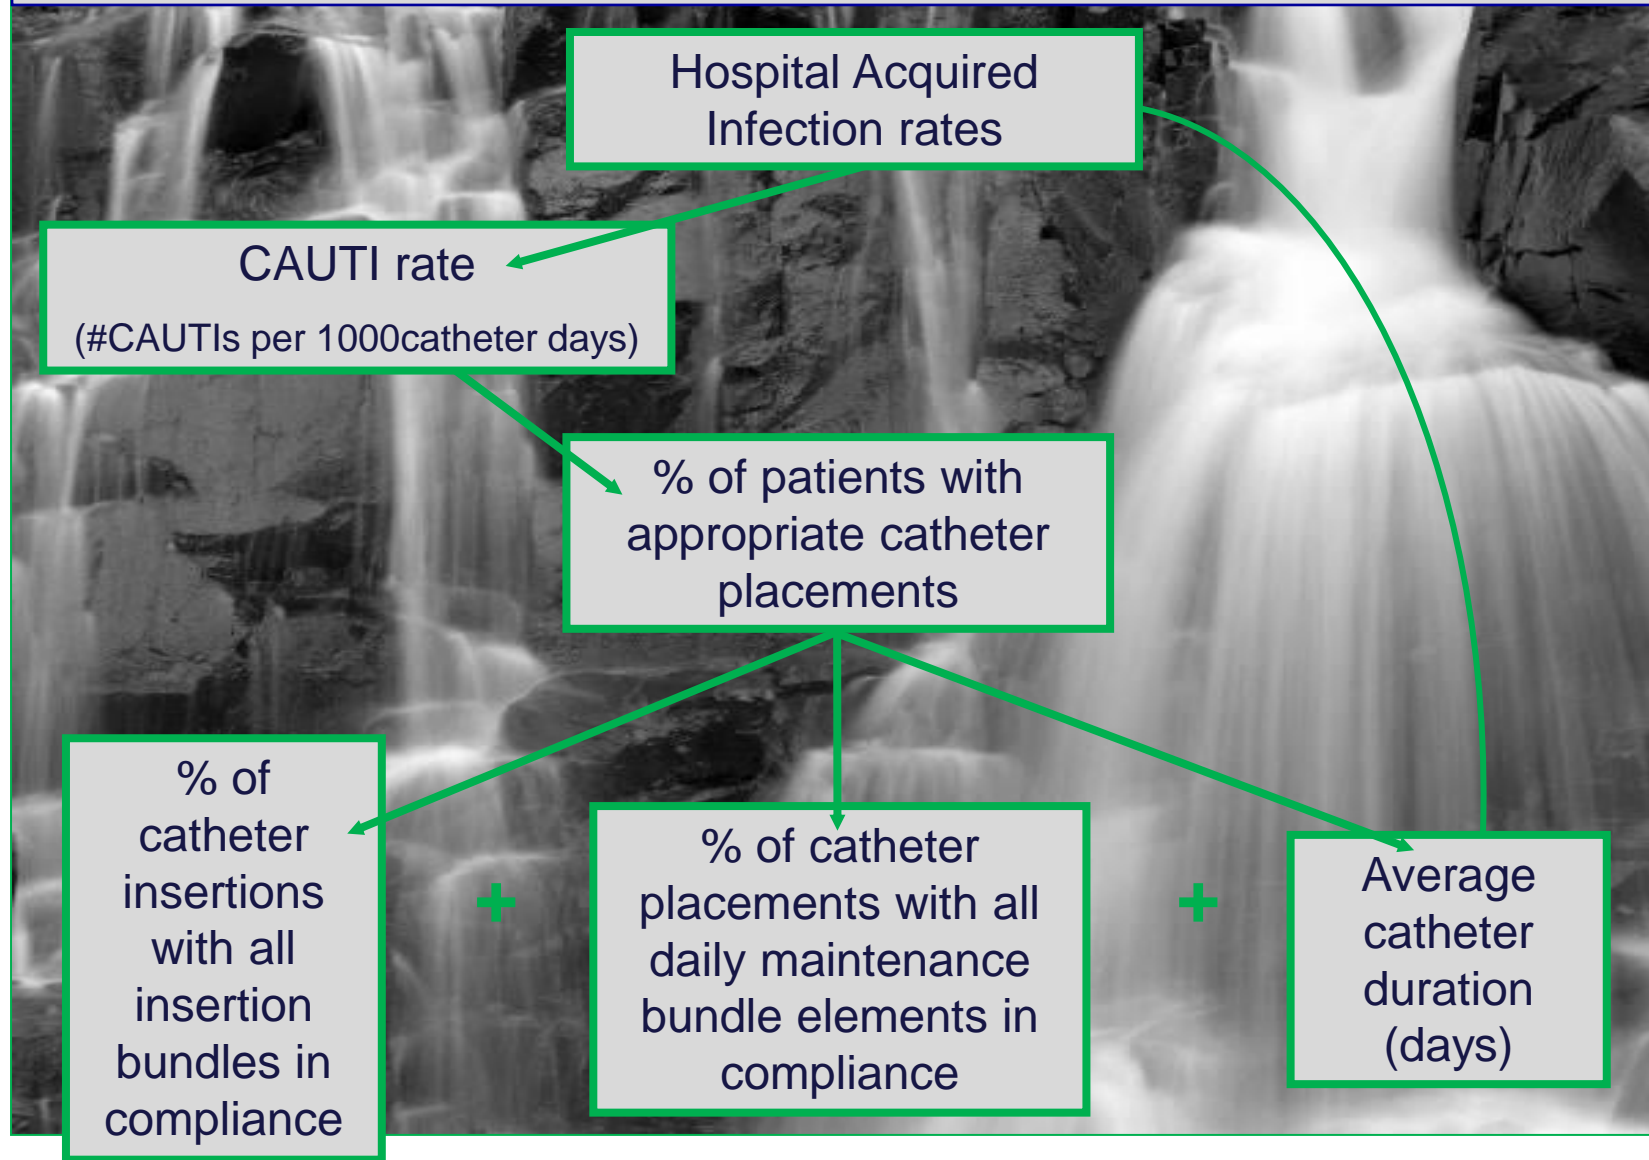 Hospital Acquired
Infection rates
CAUTI rate
(#CAUTIs per 1000catheter days)
% of patients with
appropriate catheter
placements
% of
catheter
insertions
with all
insertion
bundles in
compliance
+
% of catheter
placements with all
daily maintenance
bundle elements in
compliance
+
Average
catheter
duration
(days)